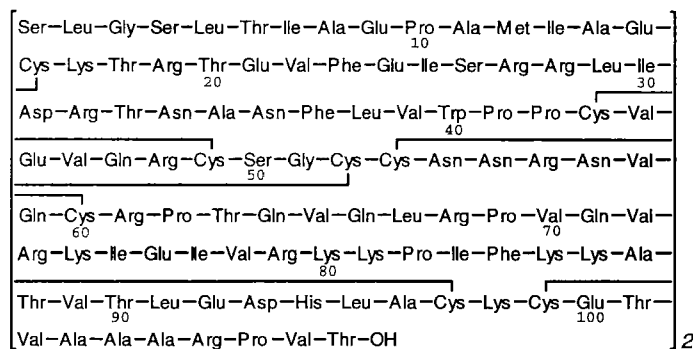 Ser–Leu–Gly–Ser–Leu–Thr–Ile–Ala–Glu–Pro–Ala–Met–Ile–Ala–Glu–
10
Cys–Lys–Thr–Arg–Thr–Glu–Val–Phe–Glu–Ile–Ser–Arg–Arg–Leu–Ile–
20 30
Asp–Arg–Thr–Asn–Ala–Asn–Phe–Leu–Val–Trp–Pro–Pro–Cys–Val–
40
Glu–Val–Gln–Arg–Cys–Ser–Gly–Cys–Cys–Asn–Asn–Arg–Asn–Val–
50
Gln–Cys–Arg–Pro–Thr–Gln–Val–Gln–Leu–Arg–Pro–Val–Gln–Val–
60 70
Arg–Lys–Ile–Glu–Ile–Val–Arg–Lys–Lys–Pro–Ile–Phe–Lys–Lys–Ala–
80
Thr–Val–Thr–Leu–Glu–Asp–His–Leu–Ala–Cys–Lys–Cys–Glu–Thr–
90 100
Val–Ala–Ala–Ala–Arg–Pro–Val–Thr–OH 2